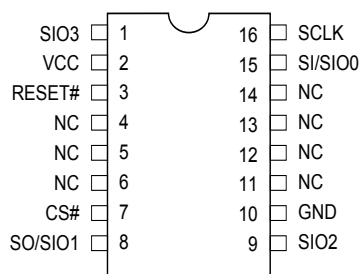 SIO3 1 16 SCLK
VCC 2 15 SI/SIO0
RESET# 3 14 NC
NC 4 13 NC
NC 5 12 NC
NC 6 11 NC
CS# 7 10 GND
SO/SIO1 8 9 SIO2